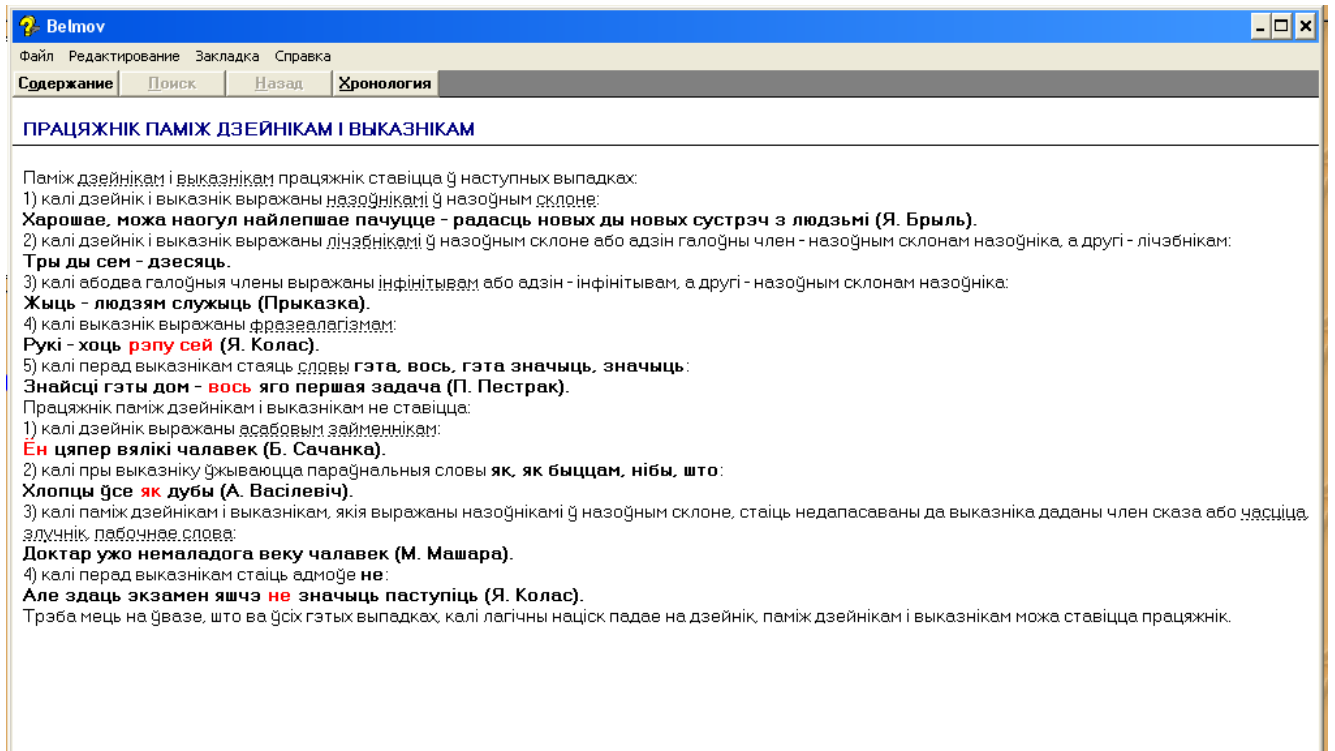 Belmov
Файл Редактирование Закладка Справка
Содержание Поиск Назад Хронология
ПРАЦЯЖНІК ПАМІЖ ДЗЕЙНІКАМ І ВЫКАЗНІКАМ
Паміж дзейнікам і выказнікам працяжнік ставіцца ў наступных выпадках:
1) калі дзейнік і выказнік выражаны назоўнікамі ў назоўным склоне:
Харошае, можа наогул найлепшае пачуцце - радасць новых ды новых сустрэч з людзьмі (Я. Брыль).
2) калі дзейнік і выказнік выражаны лічэбнікамі ў назоўным склоне або адзін галоўны член - назоўным склонам назоўніка, а другі - лічэбнікам:
Тры ды сем - дзесяць.
3) калі абодва галоўныя члены выражаны інфінітывам або адзін - інфінітывам, а другі - назоўным склонам назоўніка:
Жыць - людзям служыць (Прыказка).
4) калі выказнік выражаны фразеалагізмам:
Рукі - хоць рэпу сей (Я. Колас).
5) калі перад выказнікам стаяць словы гэта, вось, гэта значыць, значыць:
Знайсці гэты дом - вось яго першая задача (П. Пестрак).
Працяжнік паміж дзейнікам і выказнікам не ставіцца:
1) калі дзейнік выражаны асабовым займеннікам:
Ён цяпер вялікі чалавек (Б. Сачанка).
2) калі пры выказніку ўжываюцца параўнальныя словы як, як быццам, нібы, што:
Хлопцы ўсе як дубы (А. Васілевіч).
3) калі паміж дзейнікам і выказнікам, якія выражаны назоўнікамі ў назоўным склоне, стаіць недапасаваны да выказніка даданы член сказа або часціца,
злучнік, пабочнае слова:
Доктар ужо немаладога веку чалавек (М. Машара).
4) калі перад выказнікам стаіць адмоўе не:
Але здаць экзамен яшчэ не значыць паступіць (Я. Колас).
Трэба мець на ўвазе, што ва ўсіх гэтых выпадках, калі лагічны націск падае на дзейнік, паміж дзейнікам і выказнікам можа ставіцца працяжнік.